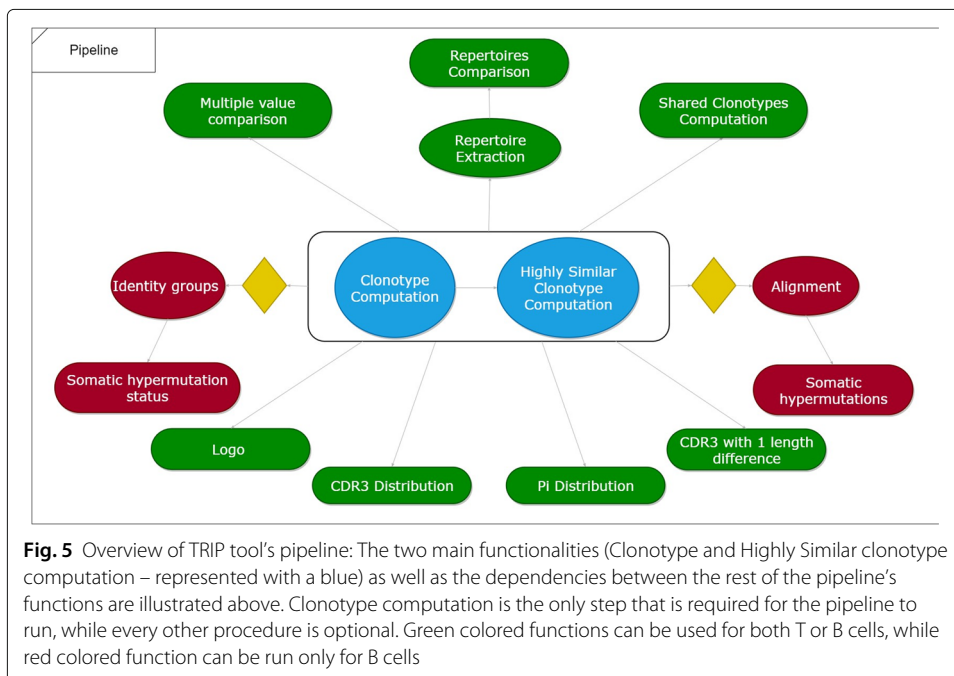 Pipeline
Repertoires
Comparison
Multiple value
comparison
Shared Clonotypes
Computation
Repertoire
Extraction
Identity groups
Clonotype
Computation
Highly Similar
Clonotype
Computation
Alignment
Somatic hypermutation
status
Somatic
hypermutations
Logo
CDR3 with 1 length
difference
CDR3 Distribution
Pi Distribution
Fig. 5 Overview of TRIP tool's pipeline: The two main functionalities (Clonotype and Highly Similar clonotype
computation – represented with a blue) as well as the dependencies between the rest of the pipeline's
functions are illustrated above. Clonotype computation is the only step that is required for the pipeline to
run, while every other procedure is optional. Green colored functions can be used for both T or B cells, while
red colored function can be run only for B cells